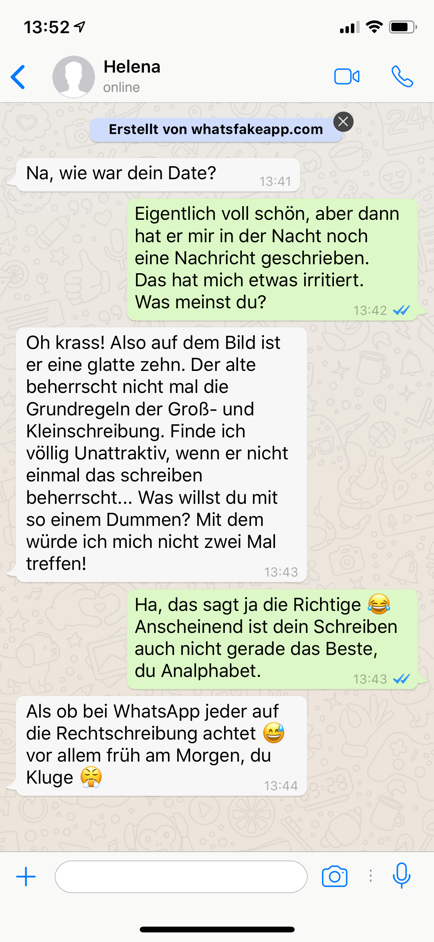 13:52
Helena
online
Erstellt von whatsfakeapp.com
Na, wie war dein Date?
13:41
Eigentlich voll schön, aber dann
hat er mir in der Nacht noch
eine Nachricht geschrieben.
Das hat mich etwas irritiert.
Was meinst du?
13:42
Oh krass! Also auf dem Bild ist
er eine glatte zehn. Der alte
beherrscht nicht mal die
Grundregeln der Groß- und
Kleinschreibung. Finde ich
völlig Unattraktiv, wenn er nicht
einmal das schreiben
beherrscht... Was willst du mit
so einem Dummen? Mit dem
würde ich mich nicht zwei Mal
treffen!
13:43
Ha, das sagt ja die Richtige 😂
Anscheinend ist dein Schreiben
auch nicht gerade das Beste,
du Analphabet.
13:43
Als ob bei WhatsApp jeder auf
die Rechtschreibung achtet 😅
vor allem früh am Morgen, du
Kluge 😤
13:44